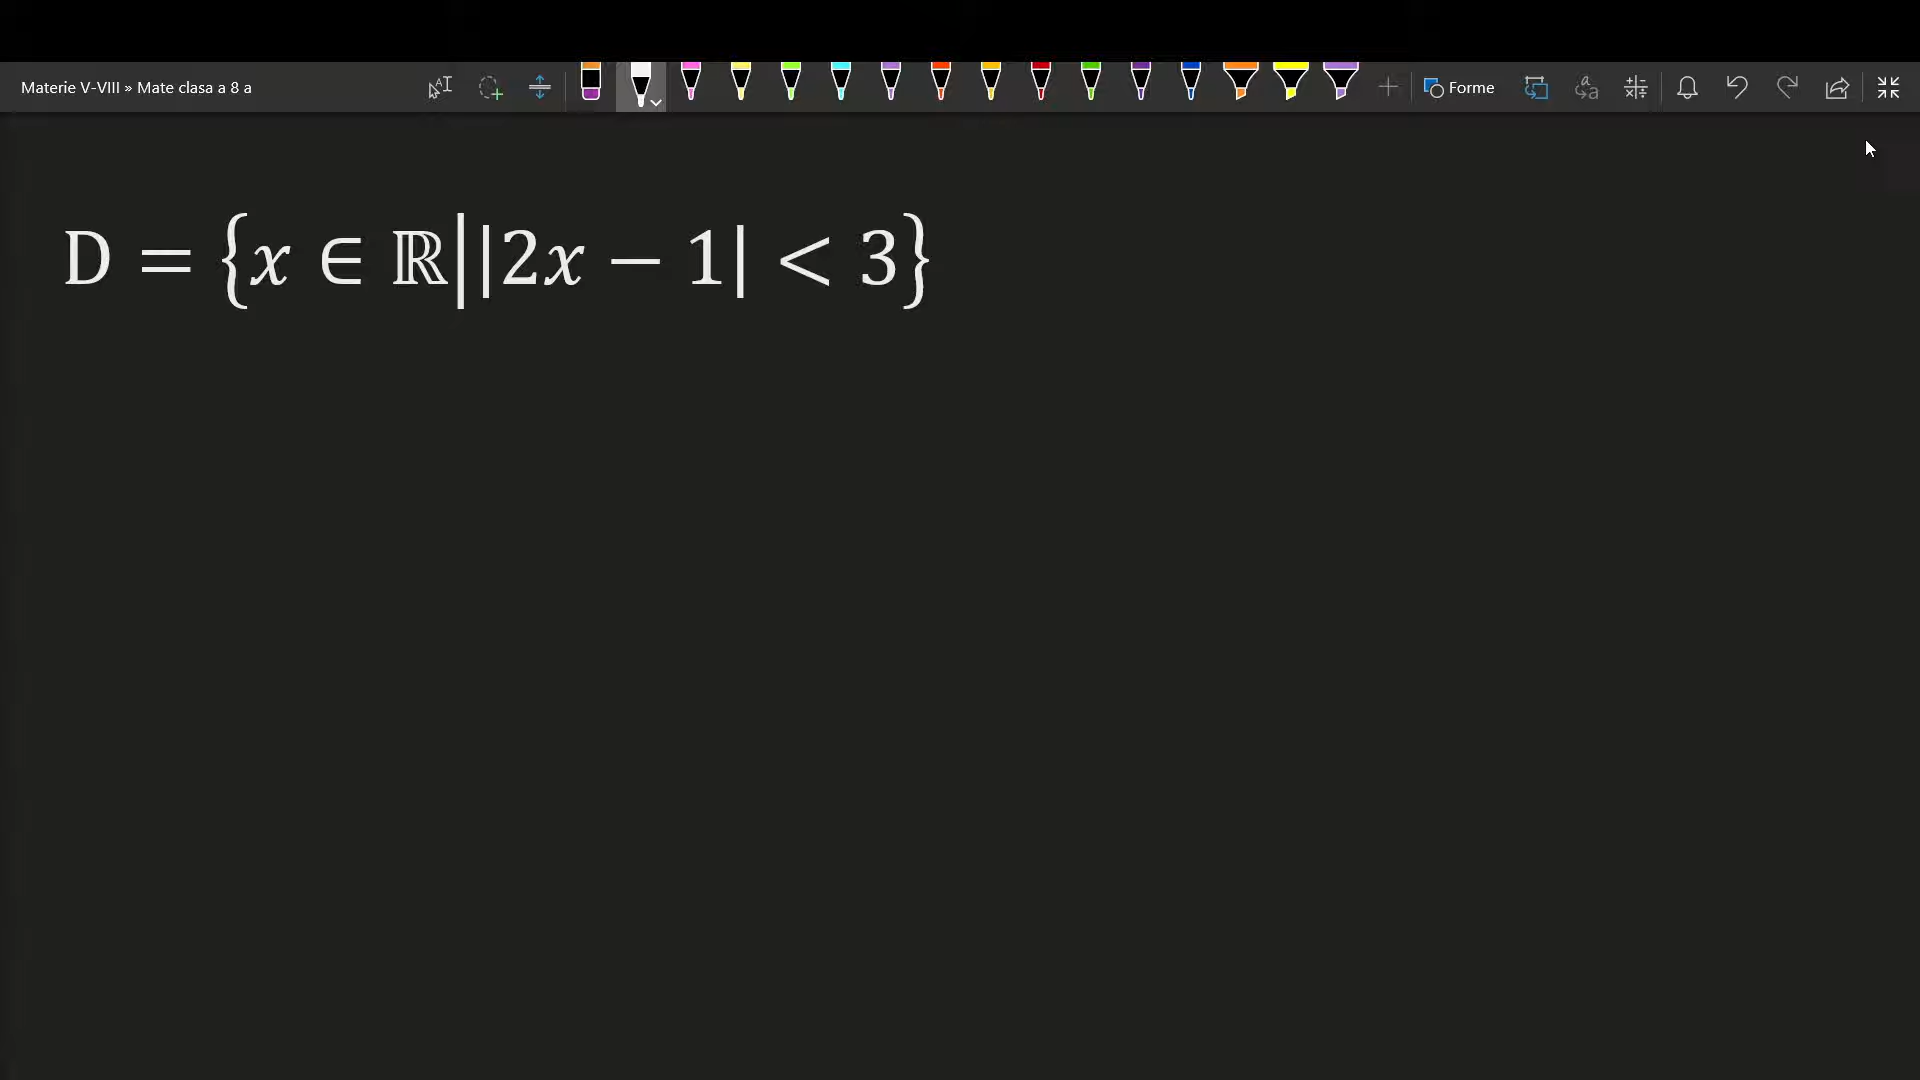 Materie V-VIII » Mate clasa a 8 a
Forme
D = {x ∈ ℝ||2x − 1| < 3}